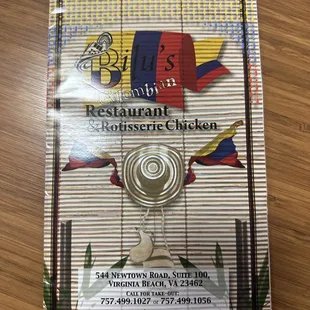 Bilu's
Colombian
Restaurant
& Rotisserie Chicken
544 Newtown Road, Suite 100,
Virginia Beach, VA 23462
Call for take-out:
757.499.1027 or 757.499.1056